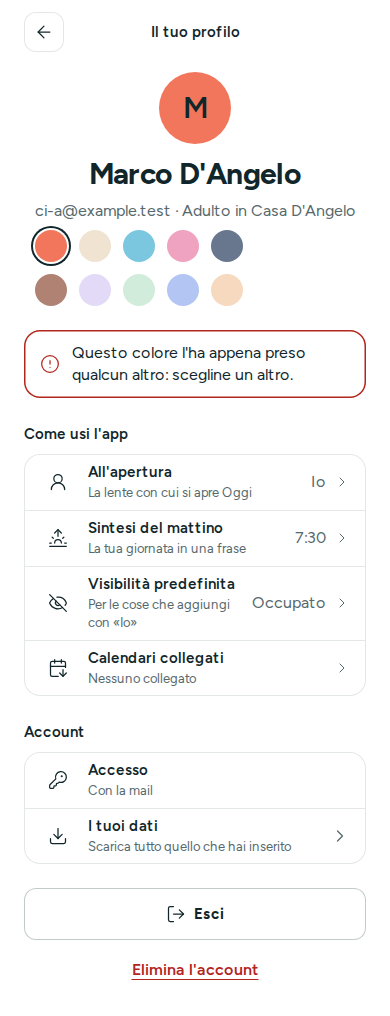 Il tuo profilo
M
Marco D'Angelo
ci-a@example.test · Adulto in Casa D'Angelo
Questo colore l'ha appena preso
qualcun altro: scegline un altro.
Come usi l'app
All'apertura
La lente con cui si apre Oggi
Io
Sintesi del mattino
La tua giornata in una frase
7:30
Visibilità predefinita
Per le cose che aggiungi
con «Io»
Occupato
Calendari collegati
Nessuno collegato
Account
Accesso
Con la mail
I tuoi dati
Scarica tutto quello che hai inserito
Esci
Elimina l'account